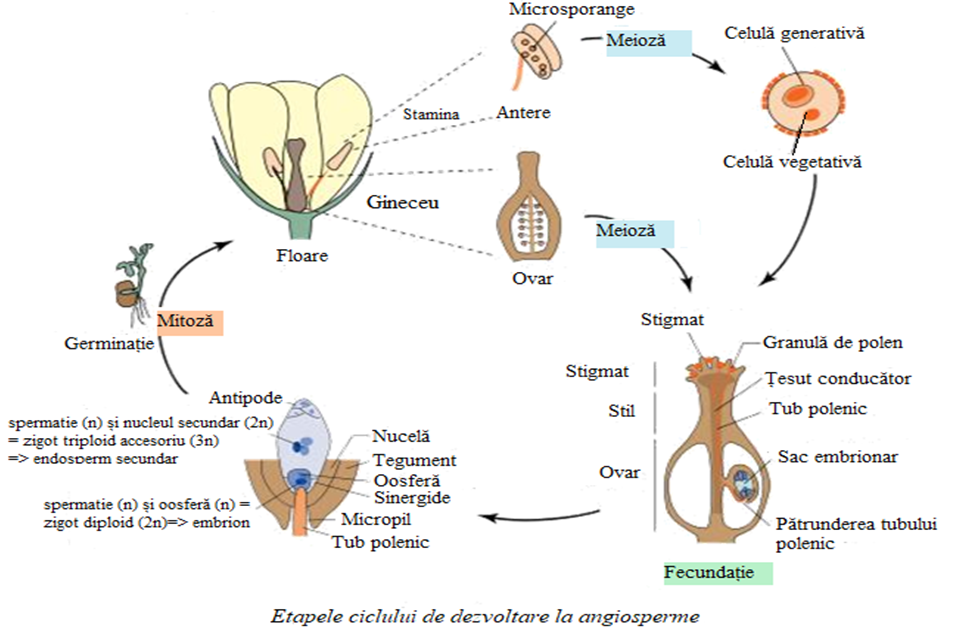 Microsporange
Meioză
Celulă generativă
Stamina
Antere
Celulă vegetativă
Gineceu
Meioză
Floare
Ovar
Mitoză
Germinație
Stigmat
Granulă de polen
Stigmat
Țesut conducător
Stil
Tub polenic
Ovar
Sac embrionar
Pătrunderea tubului
polenic
Fecundație
Antipode
spermatie (n) și nucleul secundar (2n)
= zigot triploid accesoriu (3n)
=> endosperm secundar
Nucelă
Tegument
Oosferă
Sinergide
spermatie (n) și oosferă (n) =
zigot diploid (2n)=> embrion
Micropil
Tub polenic
Etapele ciclului de dezvoltare la angiosperme